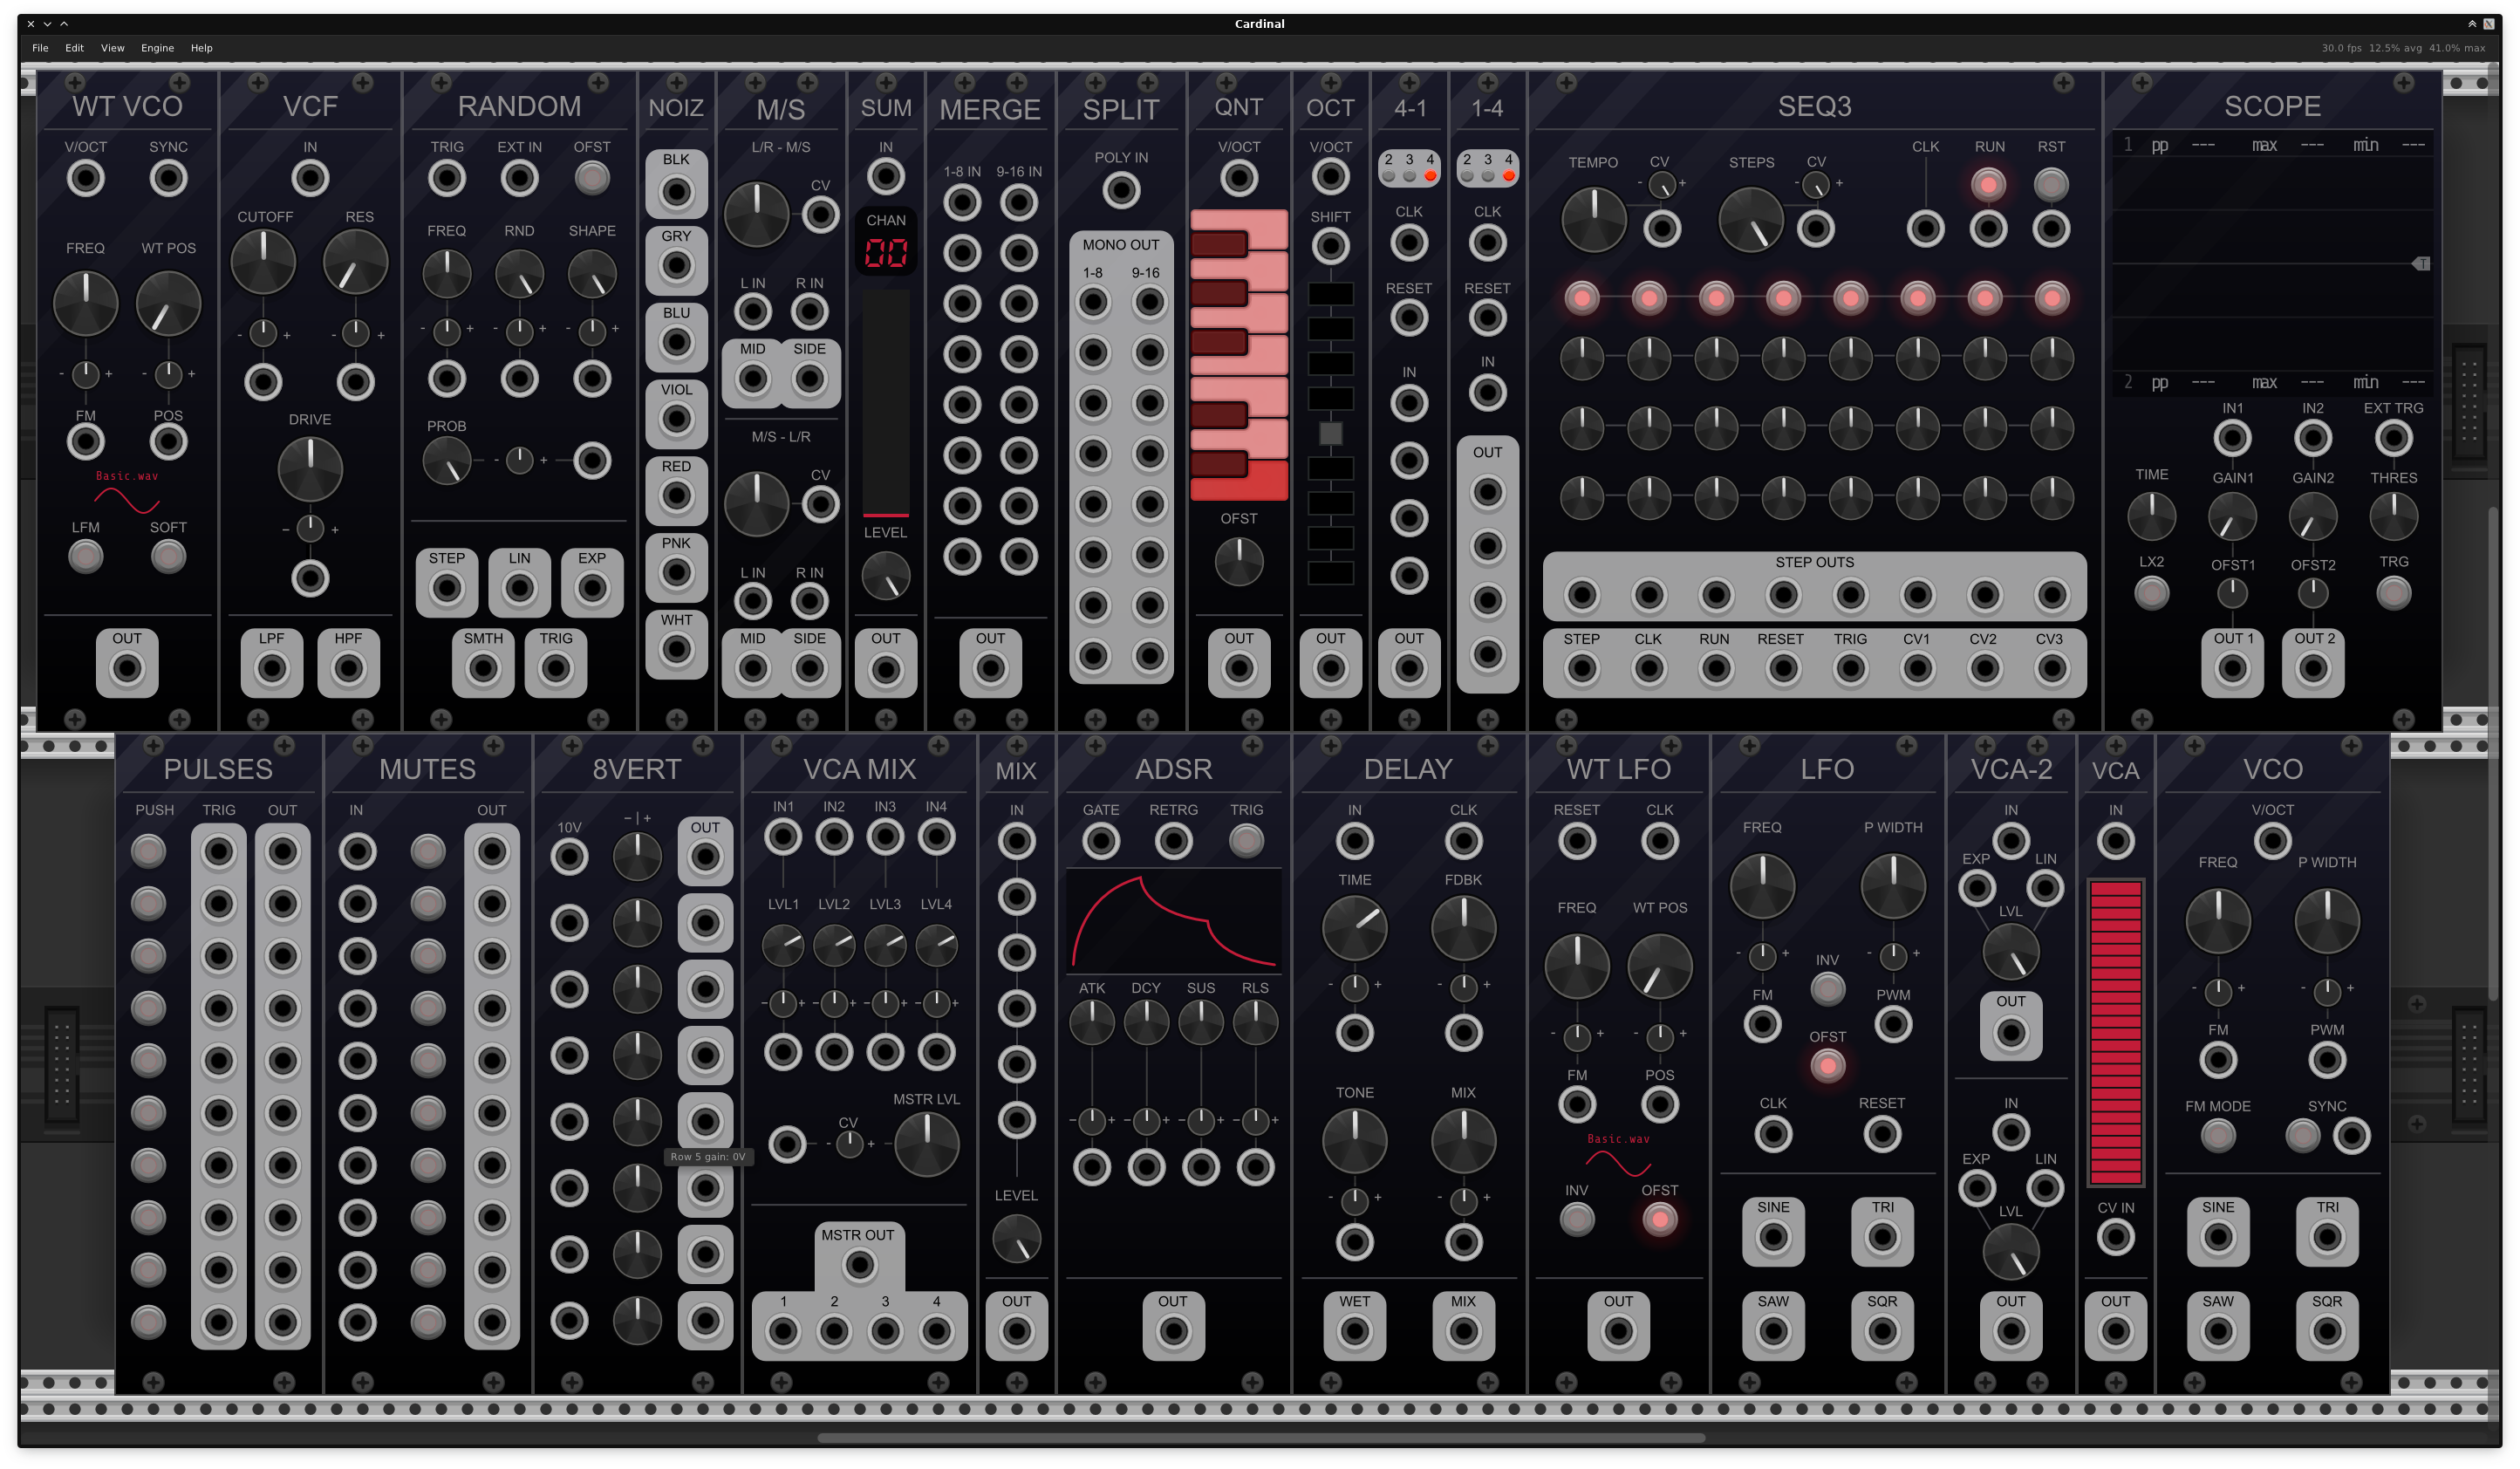 Cardinal
File Edit View Engine Help
30.0 fps 12.5% avg 41.0% max
WT VCO
V/OCT SYNC
FREQ WT POS
- + - +
FM POS
Basic.wav
LFM SOFT
OUT
VCF
IN
CUTOFF RES
- + - +
DRIVE
- +
LPF HPF
RANDOM
TRIG EXT IN OFST
FREQ RND SHAPE
- + - + - +
PROB
- +
STEP LIN EXP
SMTH TRIG
NOIZ
BLK
GRY
BLU
VIOL
RED
PNK
WHT
M/S
L/R - M/S
CV
L IN R IN
MID SIDE
M/S - L/R
CV
L IN R IN
MID SIDE
SUM
IN
CHAN
00
LEVEL
OUT
MERGE
1-8 IN 9-16 IN
OUT
SPLIT
POLY IN
MONO OUT
1-8 9-16
QNT
V/OCT
OFST
OUT
OCT
V/OCT
SHIFT
OUT
4-1
2 3 4
CLK
RESET
IN
OUT
1-4
2 3 4
CLK
RESET
IN
OUT
SEQ3
TEMPO CV STEPS CV CLK RUN RST
- + - +
STEP OUTS
STEP CLK RUN RESET TRIG CV1 CV2 CV3
SCOPE
1 pp --- max --- min ---
T
2 pp --- max --- min ---
IN1 IN2 EXT TRG
TIME GAIN1 GAIN2 THRES
LX2 OFST1 OFST2 TRG
OUT 1 OUT 2
PULSES
PUSH TRIG OUT
MUTES
IN OUT
8VERT
10V - | + OUT
Row 5 gain: 0V
VCA MIX
IN1 IN2 IN3 IN4
LVL1 LVL2 LVL3 LVL4
- + - + - + - +
MSTR LVL
CV
- + -
MSTR OUT
1 2 3 4
MIX
IN
LEVEL
OUT
ADSR
GATE RETRG TRIG
ATK DCY SUS RLS
- + - + - + - +
OUT
DELAY
IN CLK
TIME FDBK
- + - +
TONE MIX
- + - +
WET MIX
WT LFO
RESET CLK
FREQ WT POS
- + - +
FM POS
Basic.wav
INV OFST
OUT
LFO
FREQ P WIDTH
- + - +
INV
FM PWM
OFST
CLK RESET
SINE TRI
SAW SQR
VCA-2
IN
EXP LIN
LVL
OUT
IN
EXP LIN
LVL
OUT
VCA
IN
CV IN
OUT
VCO
V/OCT
FREQ P WIDTH
- + - +
FM PWM
FM MODE SYNC
SINE TRI
SAW SQR